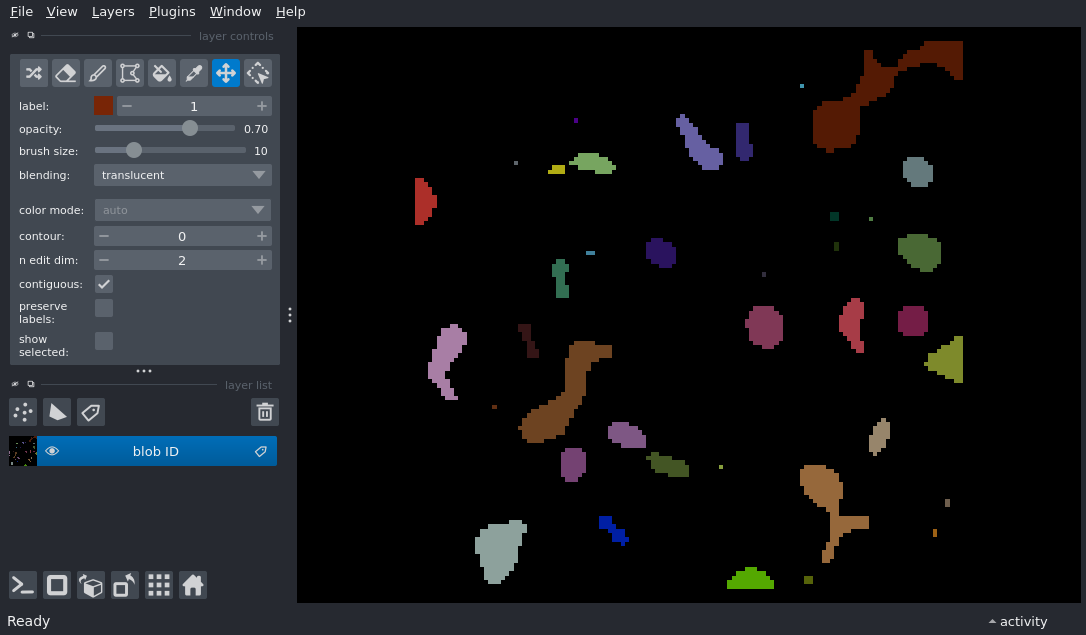 File View Layers Plugins Window Help
layer controls
label: 1
opacity: 0.70
brush size: 10
blending: translucent
color mode: auto
contour: 0
n edit dim: 2
contiguous:
preserve
labels:
show
selected:
layer list
blob ID
Ready
activity